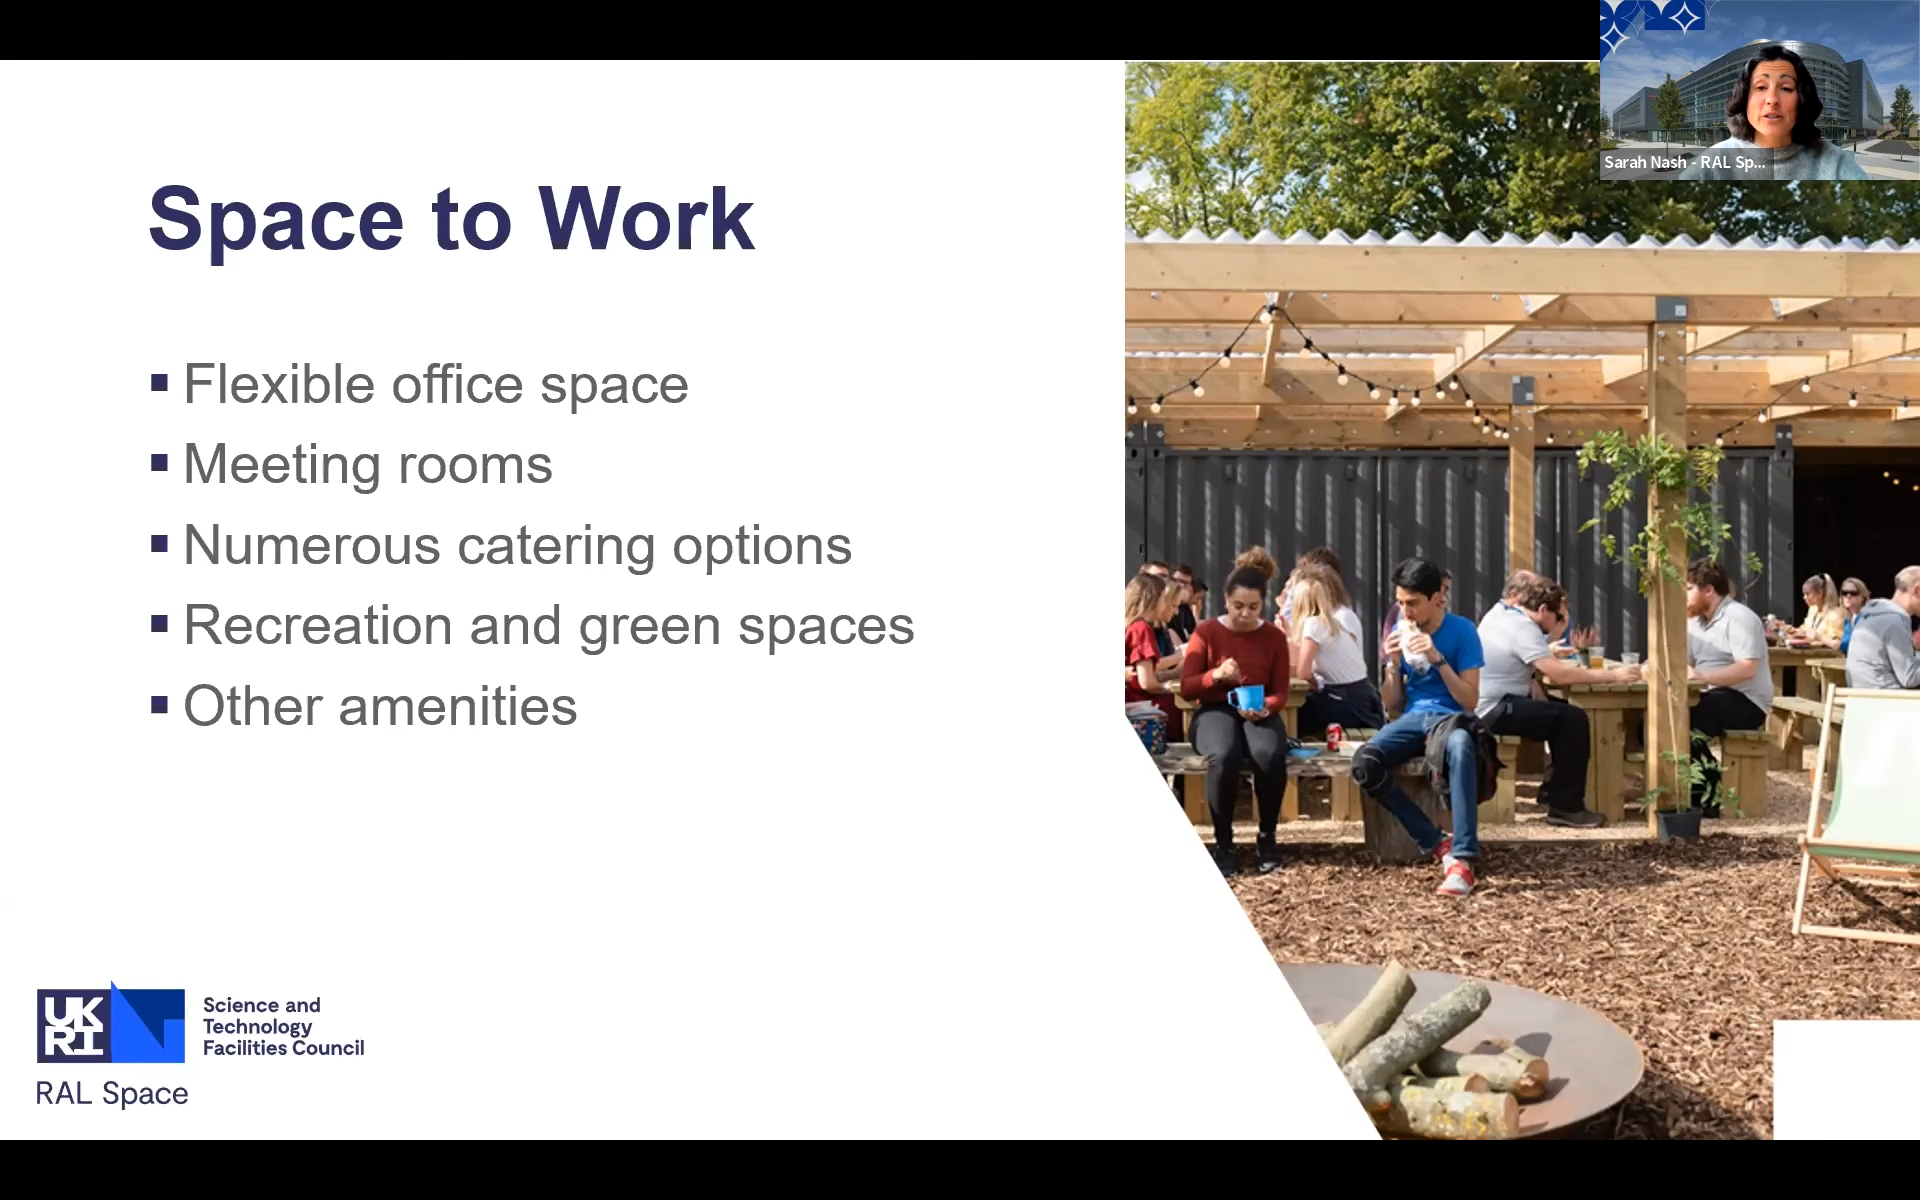 Sarah Nash - RAL Sp...
Space to Work
Flexible office space
Meeting rooms
Numerous catering options
Recreation and green spaces
Other amenities
UK
RI
Science and
Technology
Facilities Council
RAL Space